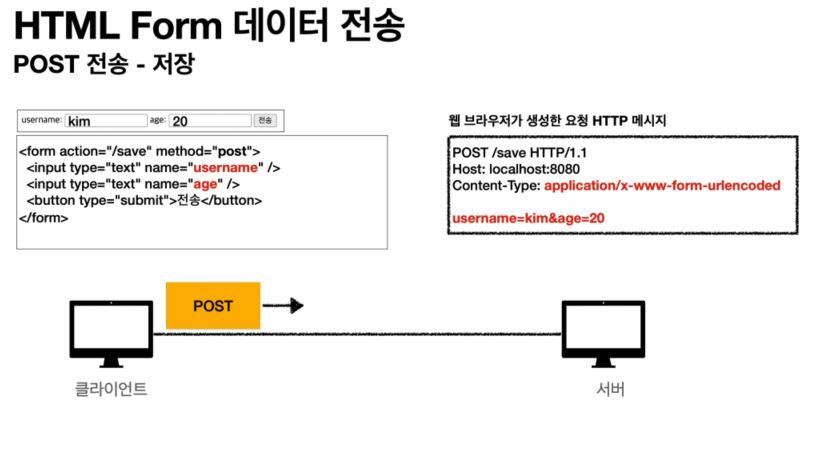 HTML Form 데이터 전송
POST 전송 - 저장
username: kim age: 20 전송
<form action="/save" method="post">
<input type="text" name="username" />
<input type="text" name="age" />
<button type="submit">전송</button>
</form>
웹 브라우저가 생성한 요청 HTTP 메시지
POST /save HTTP/1.1
Host: localhost:8080
Content-Type: application/x-www-form-urlencoded
username=kim&age=20
POST
클라이언트
서버